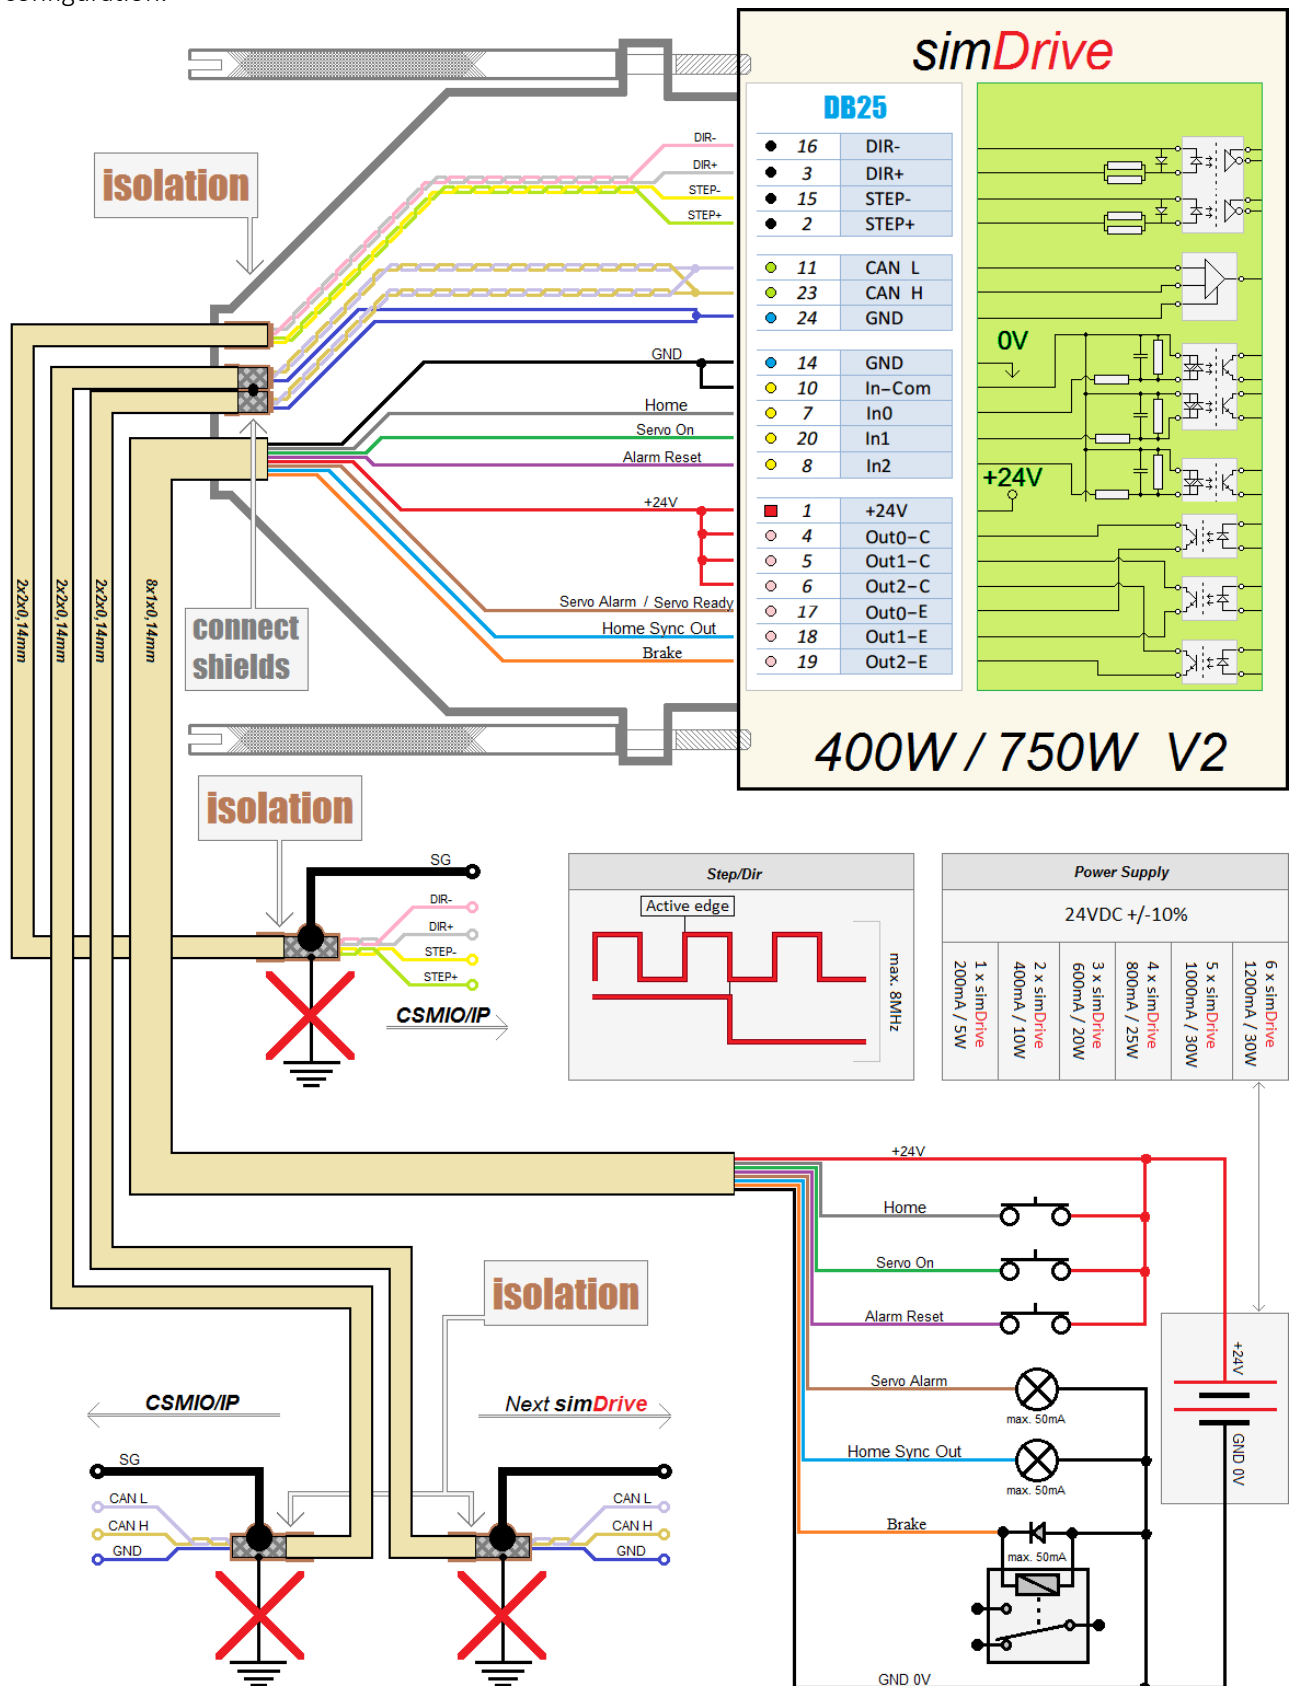 configuration.
simDrive
DB25
DIR-
16 DIR-
DIR+
3 DIR+
STEP-
15 STEP-
STEP+
2 STEP+
isolation
11 CAN L
23 CAN H
24 GND
0V
GND
14 GND
10 In-Com
Home
7 In0
Servo On
20 In1
Alarm Reset
8 In2
+24V
+24V
1 +24V
4 Out0-C
5 Out1-C
6 Out2-C
Servo Alarm / Servo Ready
17 Out0-E
Home Sync Out
18 Out1-E
Brake
19 Out2-E
2x2x0,14mm
2x2x0,14mm
2x2x0,14mm
8x1x0,14mm
connect
shields
400W / 750W V2
isolation
SG
DIR-
DIR+
STEP-
STEP+
CSMIO/IP
Step/Dir
Active edge
max. 8MHz
Power Supply
24VDC +/-10%
1 x simDrive
200mA / 5W
2 x simDrive
400mA / 10W
3 x simDrive
600mA / 20W
4 x simDrive
800mA / 25W
5 x simDrive
1000mA / 30W
6 x simDrive
1200mA / 30W
+24V
Home
Servo On
Alarm Reset
Servo Alarm
max. 50mA
Home Sync Out
max. 50mA
Brake
max. 50mA
GND 0V
+24V
GND 0V
isolation
CSMIO/IP
Next simDrive
SG
CAN L
CAN H
GND
CAN L
CAN H
GND